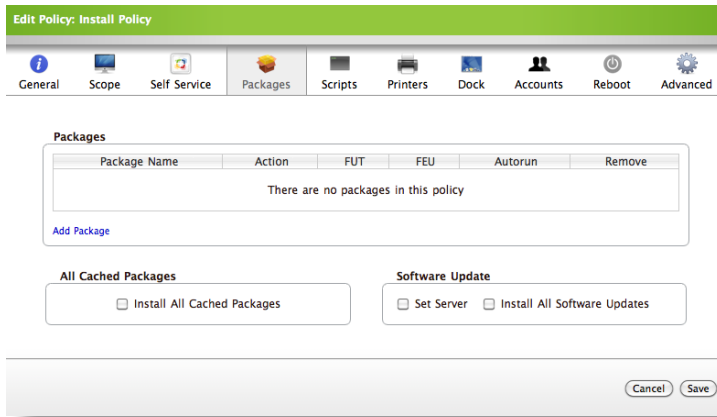 Edit Policy: Install Policy
General Scope Self Service Packages Scripts Printers Dock Accounts Reboot Advanced
Packages
Package Name Action FUT FEU Autorun Remove
There are no packages in this policy
Add Package
All Cached Packages Software Update
Install All Cached Packages Set Server Install All Software Updates
Cancel Save